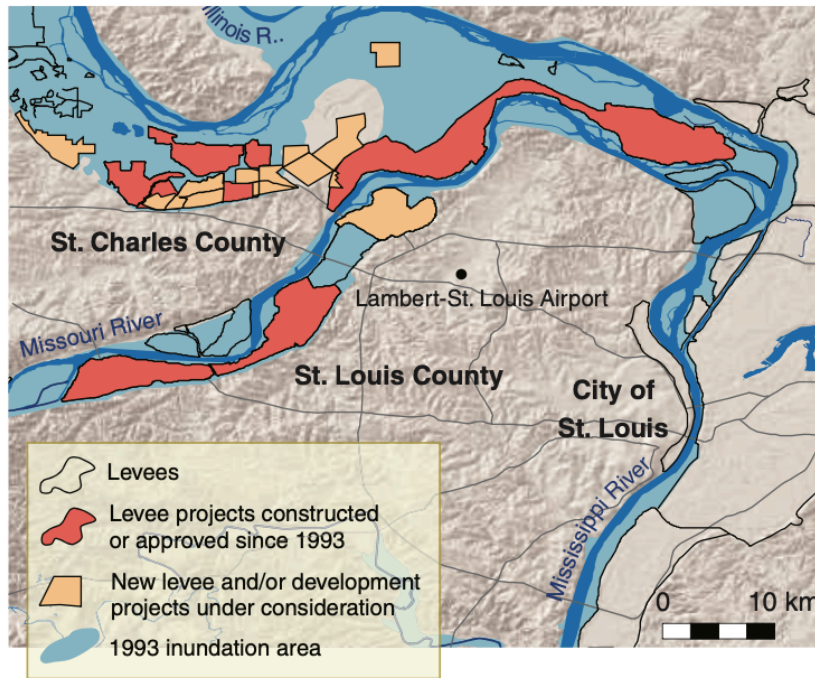 Illinois R..
St. Charles County
Lambert-St. Louis Airport
Missouri River
St. Louis County
City of
St. Louis
Mississippi River
Levees
Levee projects constructed
or approved since 1993
New levee and/or development
projects under consideration
1993 inundation area
0 10 km